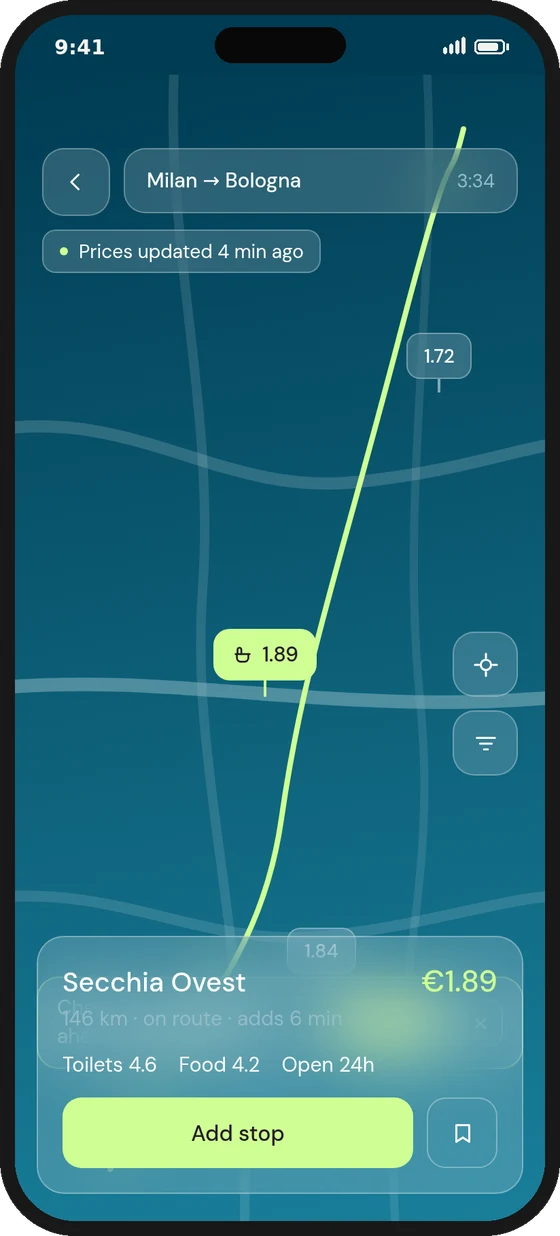 9:41
Milan → Bologna 3:34
Prices updated 4 min ago
1.72
1.89
1.84
Secchia Ovest €1.89
146 km · on route · adds 6 min
Toilets 4.6 Food 4.2 Open 24h
Add stop